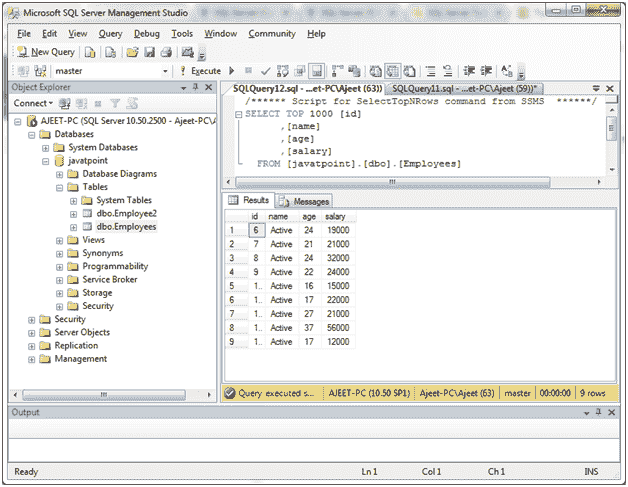 Microsoft SQL Server Management Studio
File Edit View Query Debug Tools Window Community Help
New Query
master Execute
Object Explorer
Connect
AJEET-PC (SQL Server 10.50.2500 - Ajeet-PC\A
Databases
System Databases
javatpoint
Database Diagrams
Tables
System Tables
dbo.Employee2
dbo.Employees
Views
Synonyms
Programmability
Service Broker
Storage
Security
Security
Server Objects
Replication
Management
SQLQuery12.sql - ...et-PC\Ajeet (63)) SQLQuery11.sql - ...et-PC\Ajeet (59))*
/****** Script for SelectTopNRows command from SSMS ******/
SELECT TOP 1000 [id]
,[name]
,[age]
,[salary]
FROM [javatpoint].[dbo].[Employees]
Results Messages
id name age salary
1 6 Active 24 19000
2 7 Active 21 21000
3 8 Active 24 32000
4 9 Active 22 24000
5 1.. Active 16 15000
6 1.. Active 17 22000
7 1.. Active 27 21000
8 1.. Active 37 56000
9 1.. Active 17 12000
Query executed s... AJEET-PC (10.50 SP1) Ajeet-PC\Ajeet (63) master 00:00:00 9 rows
Output
Ready Ln 1 Col 1 Ch 1 INS